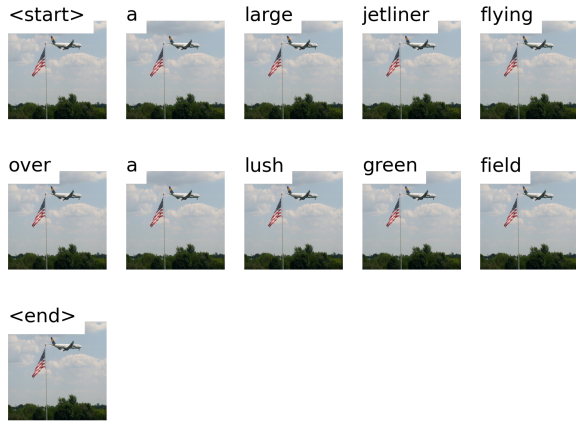 <start> a large jetliner flying
over a lush green field
<end>